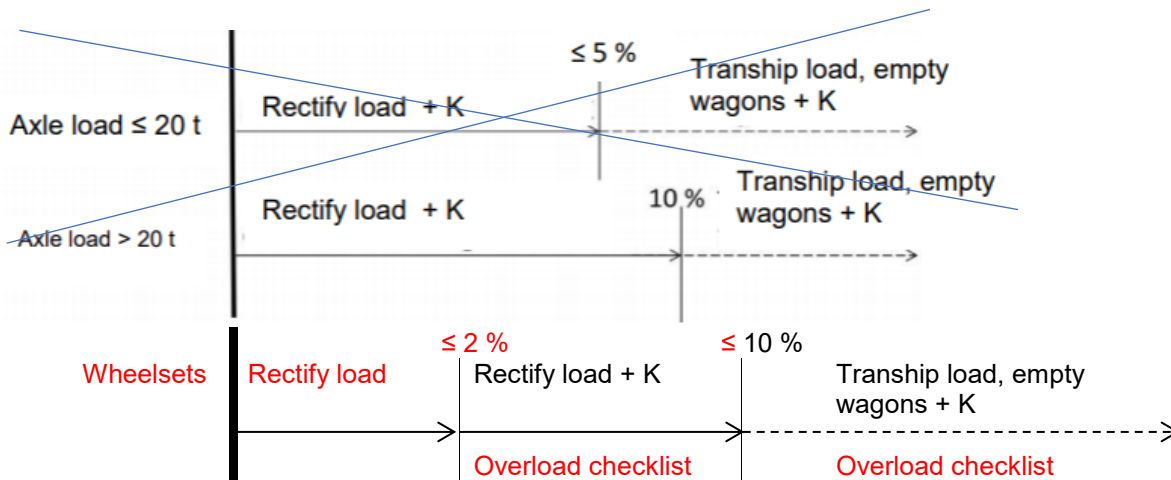 ≤ 5 %
Tranship load, empty
wagons + K
Rectify load + K
Axle load ≤ 20 t
Tranship load, empty
wagons + K
10 %
Rectify load + K
Axle load > 20 t
≤ 2 %
≤ 10 %
Wheelsets
Rectify load
Rectify load + K
Tranship load, empty
wagons + K
Overload checklist
Overload checklist